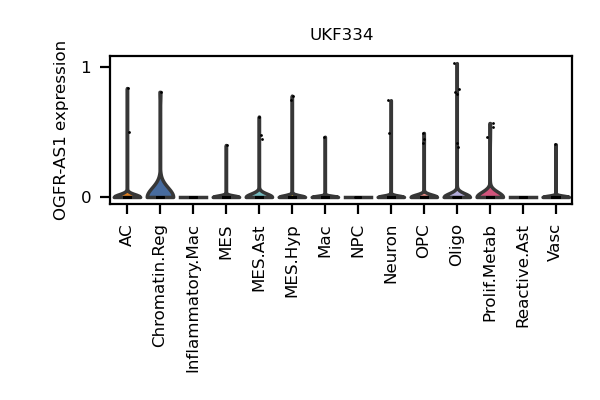 UKF334
OGFR-AS1 expression
1
0
AC
Chromatin.Reg
Inflammatory.Mac
MES
MES.Ast
MES.Hyp
Mac
NPC
Neuron
OPC
Oligo
Prolif.Metab
Reactive.Ast
Vasc